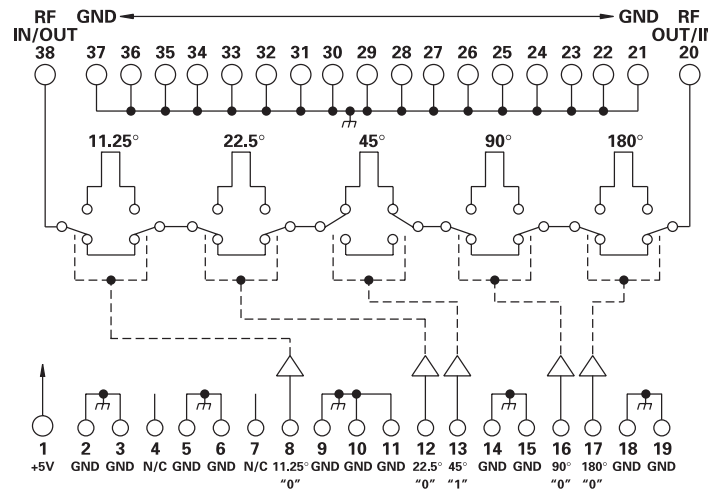 RF GND GND RF
IN/OUT OUT/IN
38 37 36 35 34 33 32 31 30 29 28 27 26 25 24 23 22 21 20
11.25° 22.5° 45° 90° 180°
1 2 3 4 5 6 7 8 9 10 11 12 13 14 15 16 17 18 19
+5V GND GND N/C GND GND N/C 11.25° GND GND GND 22.5° 45° GND GND 90° 180° GND GND
“0” “0” “1” “0” “0”